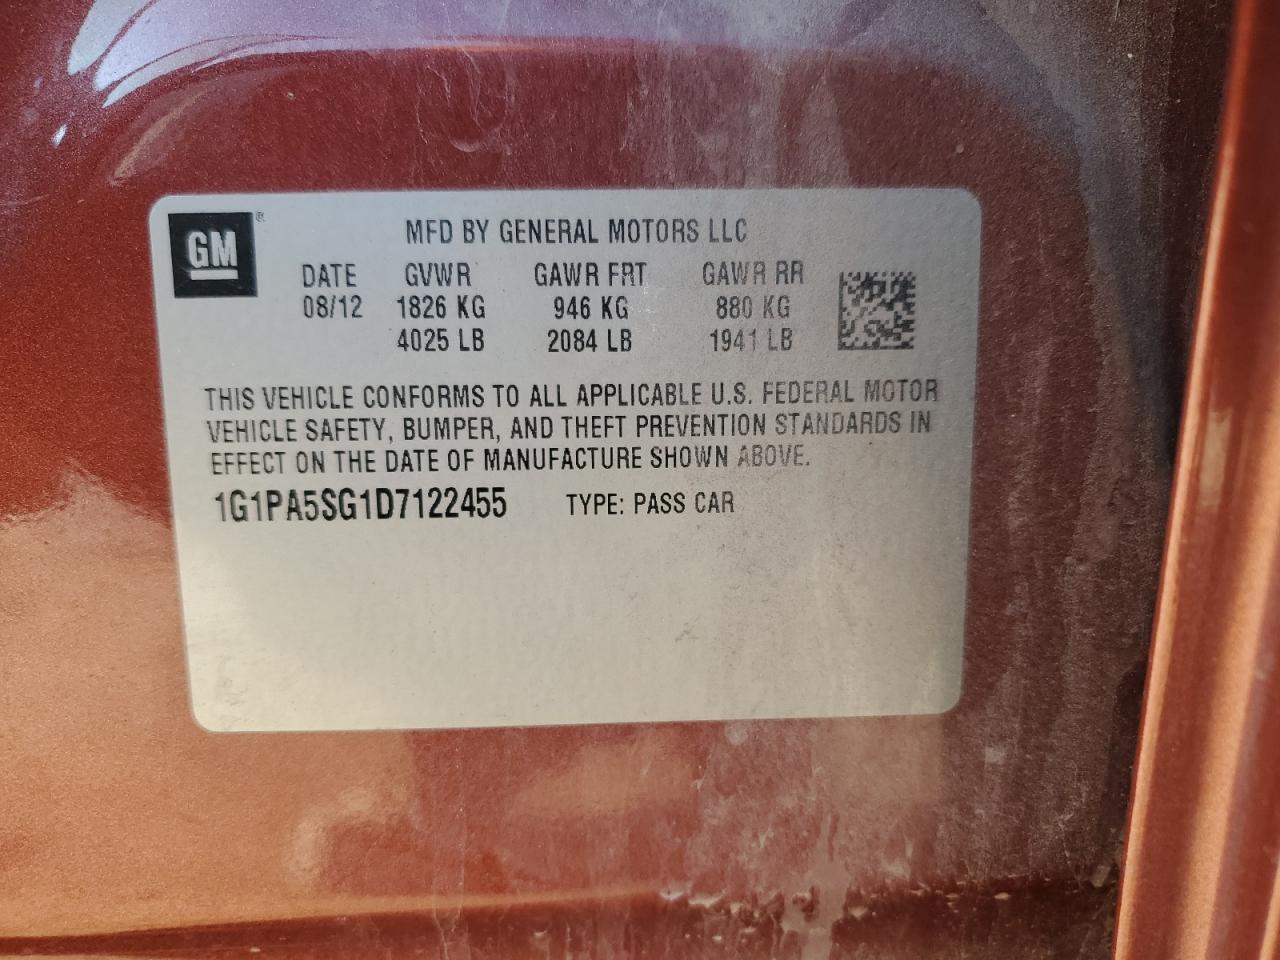 GM ®
MFD BY GENERAL MOTORS LLC
DATE GVWR GAWR FRT GAWR RR
08/12 1826 KG 946 KG 880 KG
4025 LB 2084 LB 1941 LB
THIS VEHICLE CONFORMS TO ALL APPLICABLE U.S. FEDERAL MOTOR
VEHICLE SAFETY, BUMPER, AND THEFT PREVENTION STANDARDS IN
EFFECT ON THE DATE OF MANUFACTURE SHOWN ABOVE.
1G1PA5SG1D7122455 TYPE: PASS CAR